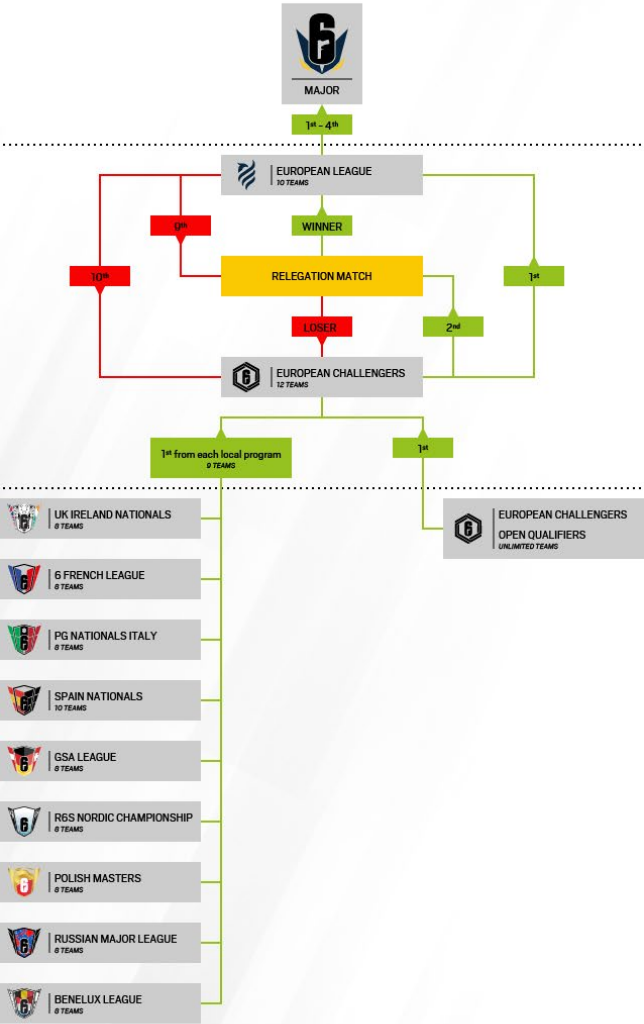 MAJOR
1st - 4th
EUROPEAN LEAGUE
10 TEAMS
9th
WINNER
10th
RELEGATION MATCH
1st
LOSER
2nd
EUROPEAN CHALLENGERS
12 TEAMS
1st from each local program
9 TEAMS
1st
UK IRELAND NATIONALS
8 TEAMS
EUROPEAN CHALLENGERS
OPEN QUALIFIERS
UNLIMITED TEAMS
6 FRENCH LEAGUE
8 TEAMS
PG NATIONALS ITALY
8 TEAMS
SPAIN NATIONALS
10 TEAMS
GSA LEAGUE
8 TEAMS
R6S NORDIC CHAMPIONSHIP
8 TEAMS
POLISH MASTERS
8 TEAMS
RUSSIAN MAJOR LEAGUE
8 TEAMS
BENELUX LEAGUE
8 TEAMS